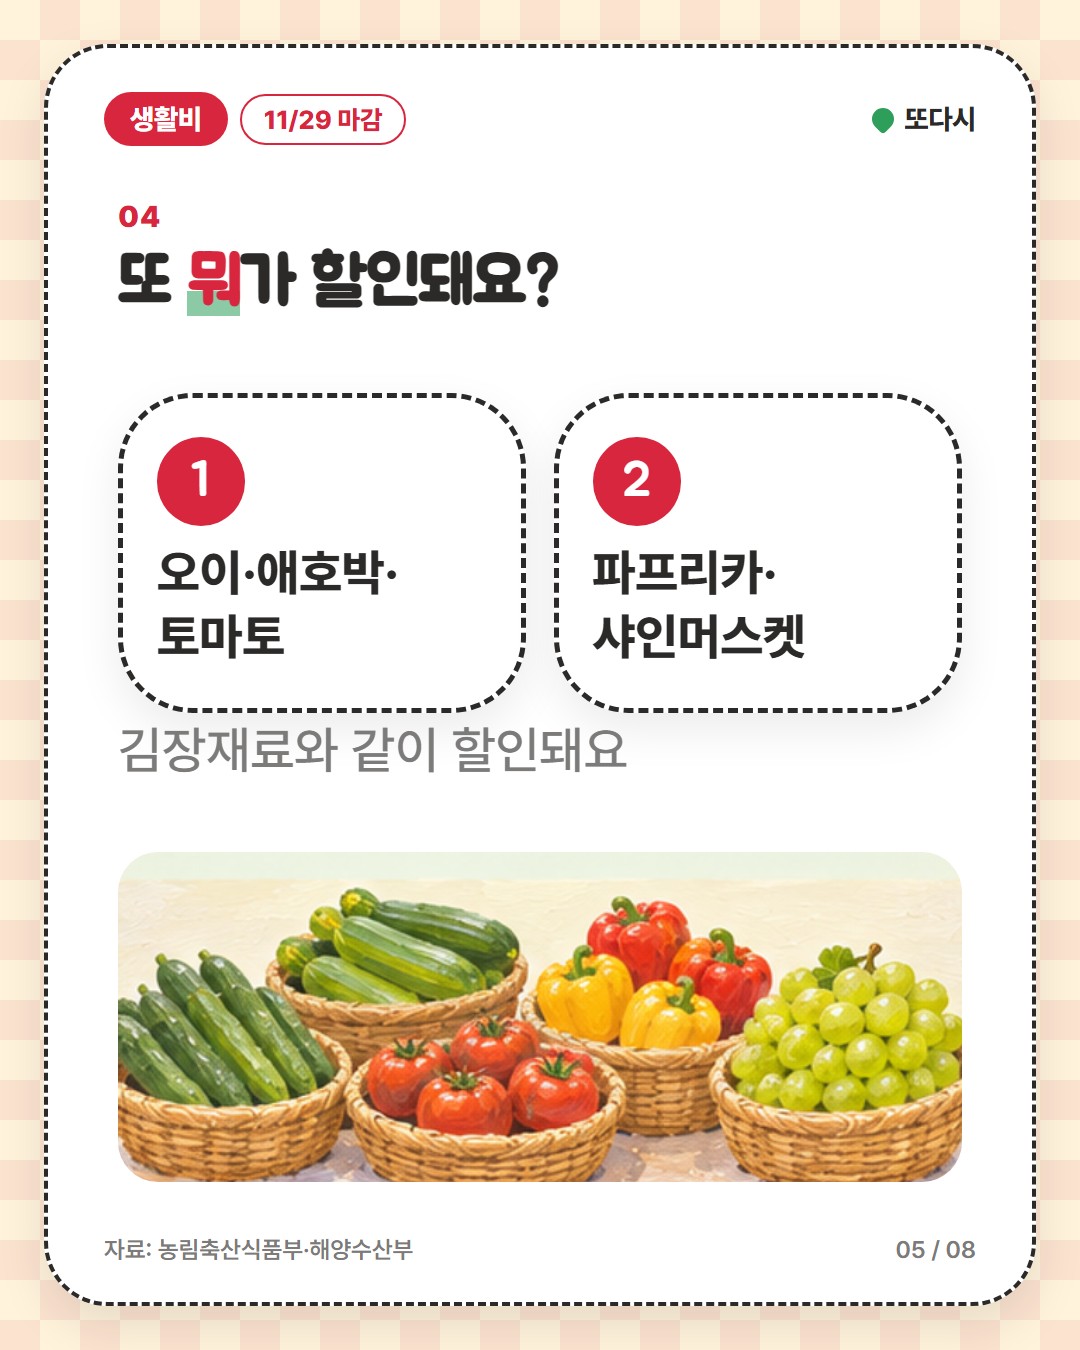 생활비
11/29 마감
또다시
04
또 뭐가 할인돼요?
1
오이·애호박·
토마토
2
파프리카·
샤인머스켓
김장재료와 같이 할인돼요
자료: 농림축산식품부·해양수산부
05 / 08